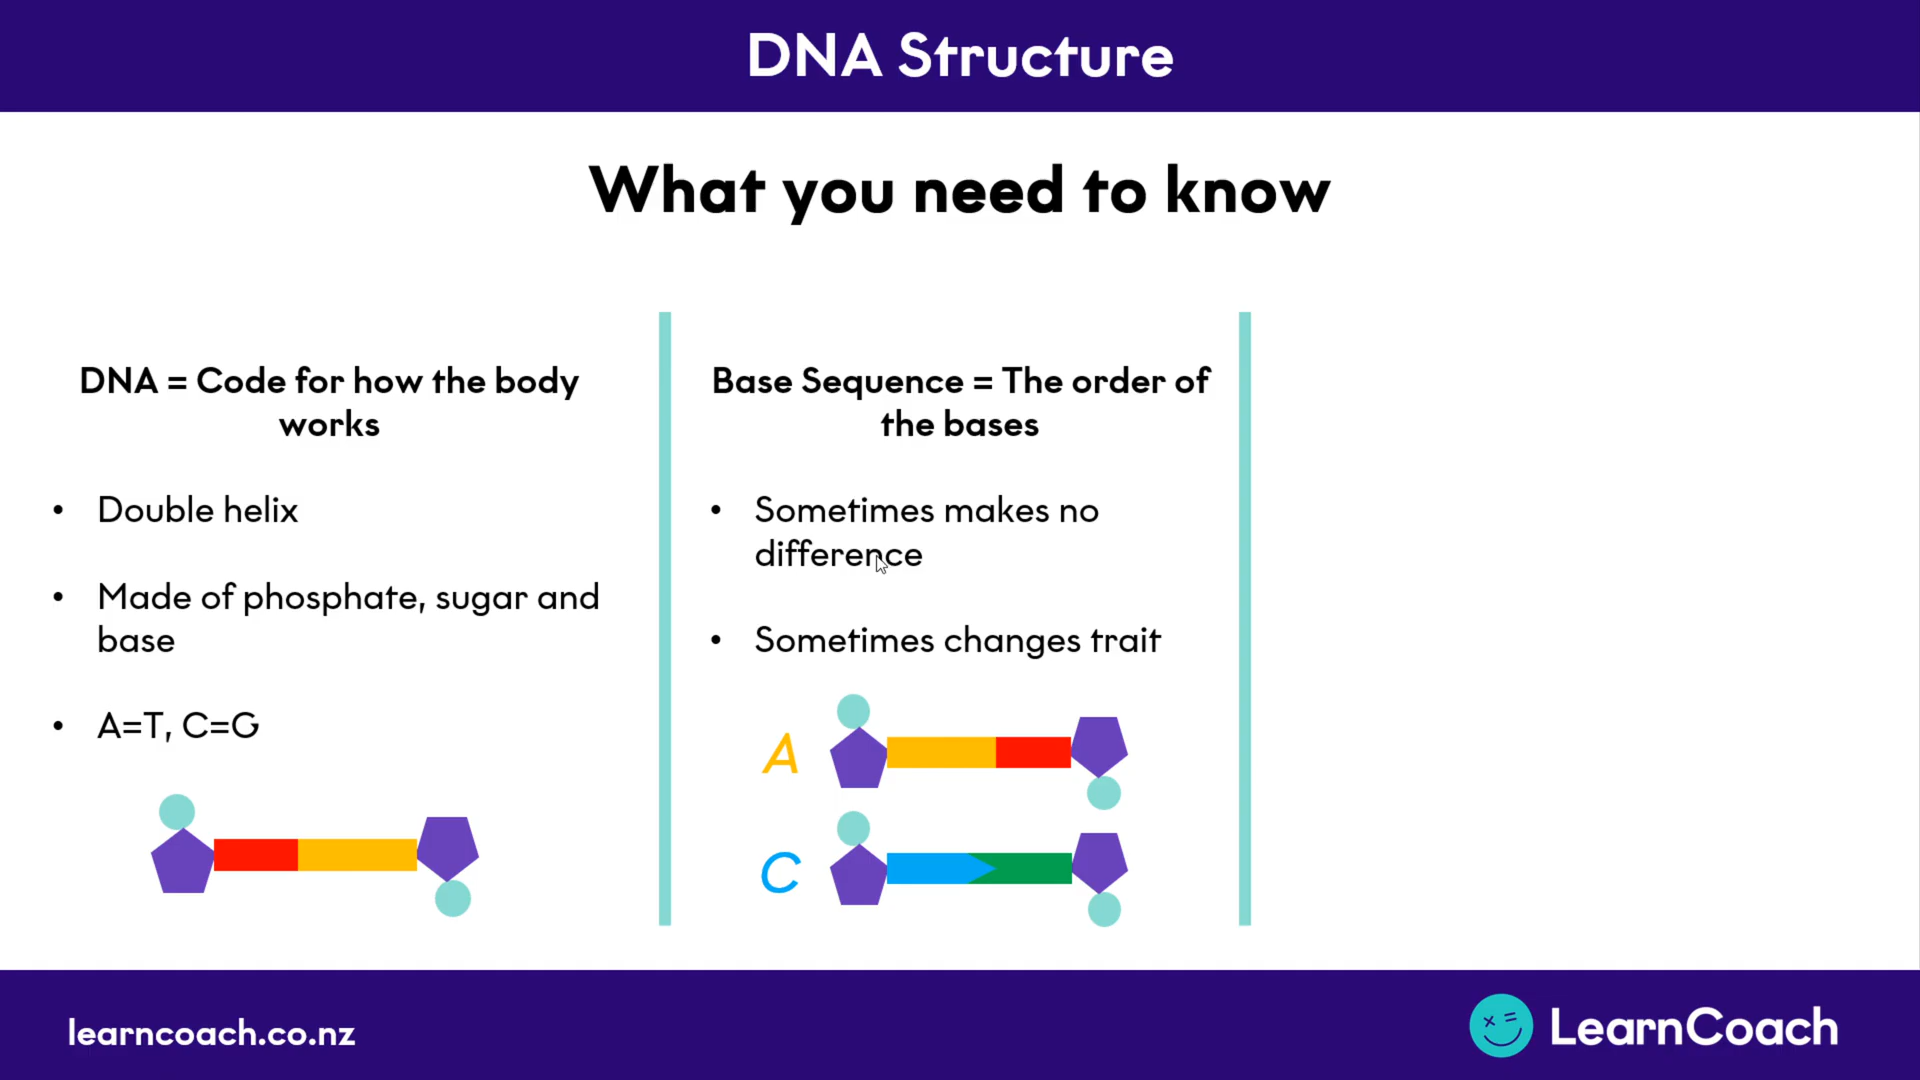 DNA Structure
What you need to know
DNA = Code for how the body
works
• Double helix
• Made of phosphate, sugar and
base
• A=T, C=G
Base Sequence = The order of
the bases
• Sometimes makes no
difference
• Sometimes changes trait
A
C
learncoach.co.nz
LearnCoach